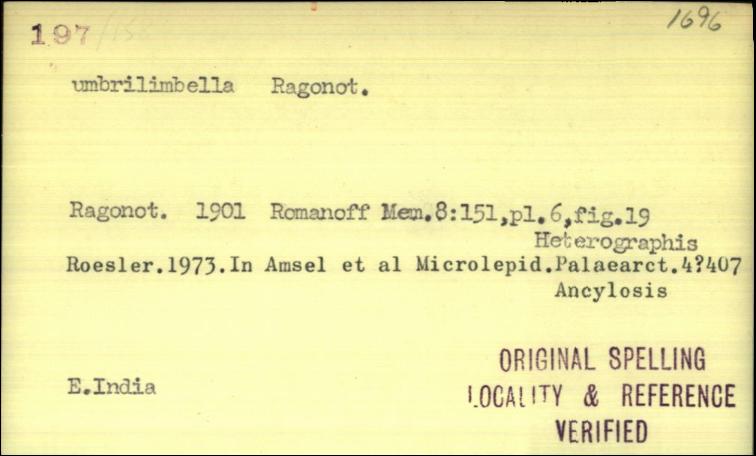 1696
197
umbrilimbella Ragonot.
Ragonot. 1901 Romanoff Mem.8:151,pl.6,fig.19
Heterographis
Roesler.1973.In Amsel et al Microlepid.Palaearct.4?407
Ancylosis
E.India
ORIGINAL SPELLING
LOCALITY & REFERENCE
VERIFIED